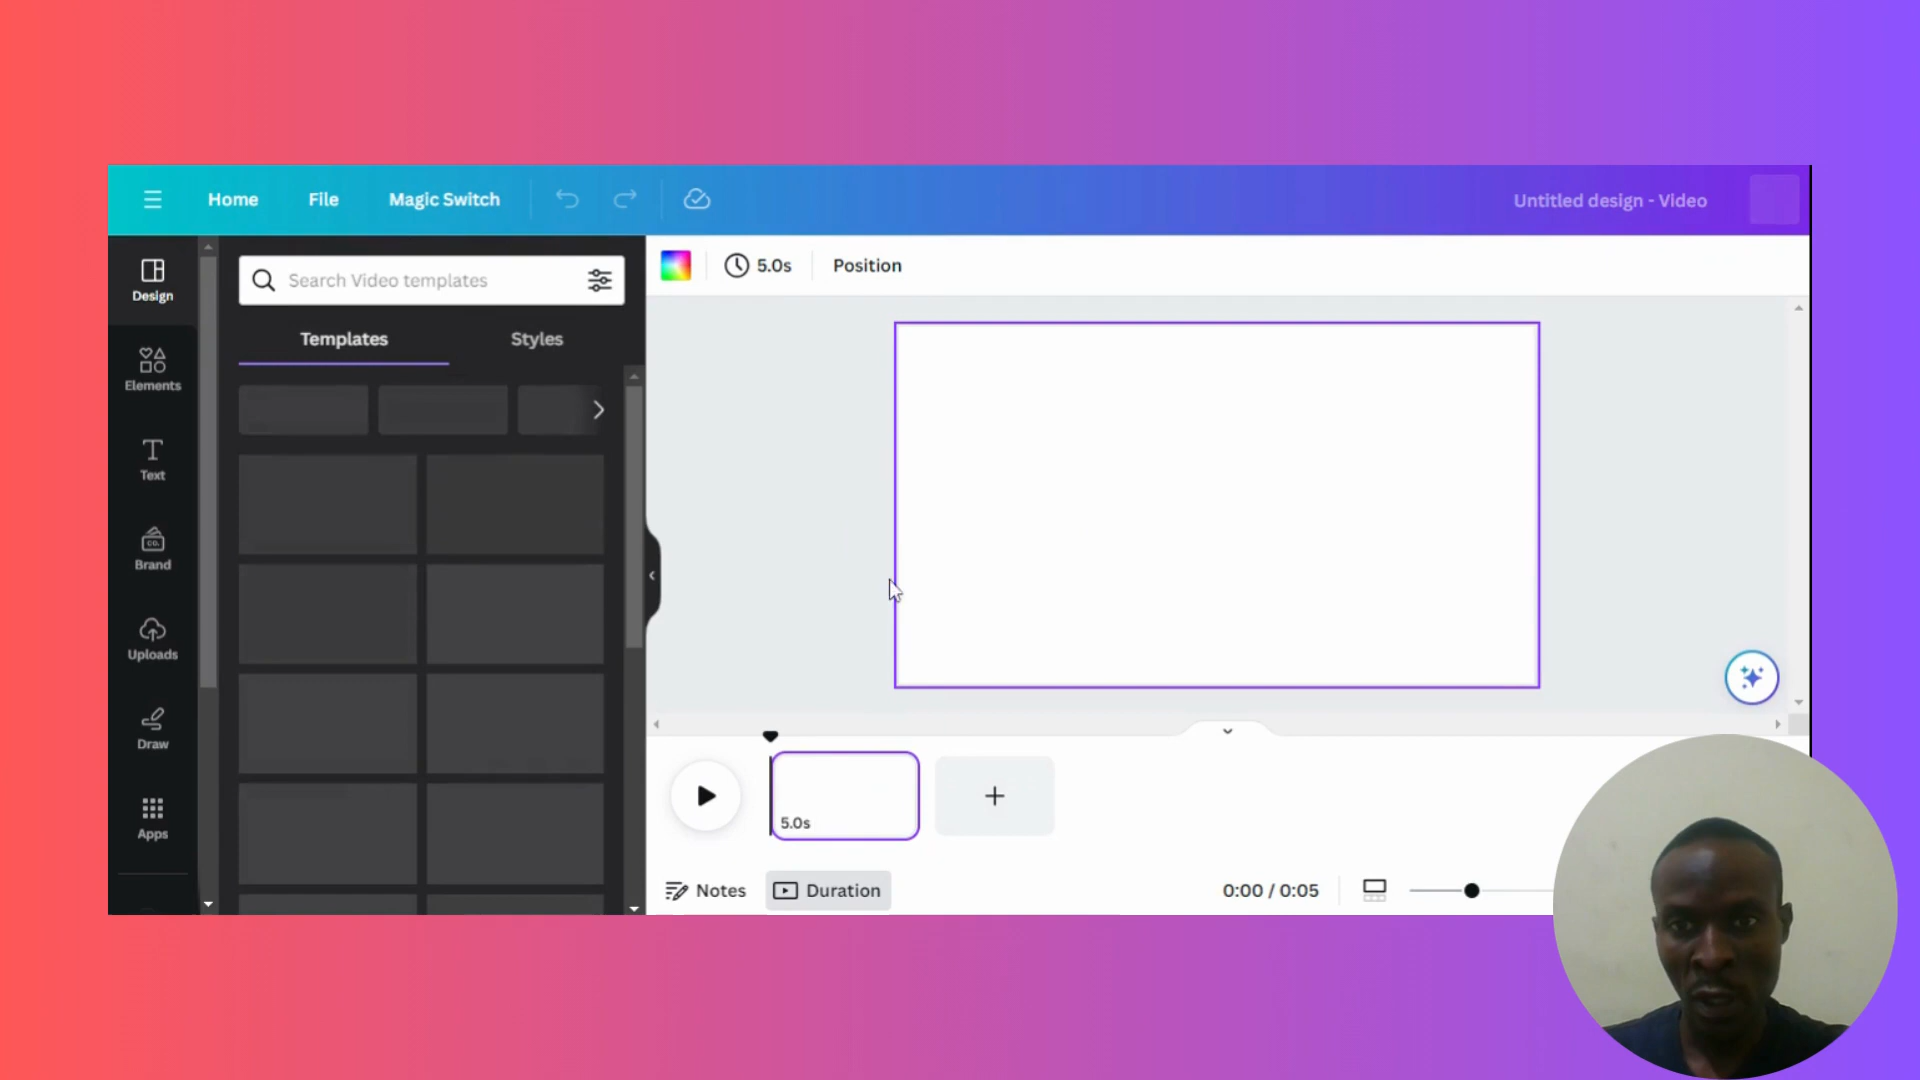 Home File Magic Switch Untitled design - Video
Design
Elements
Text
CO.
Brand
Uploads
Draw
Apps
Search Video templates
Templates Styles
5.0s Position
5.0s
Notes Duration 0:00 / 0:05